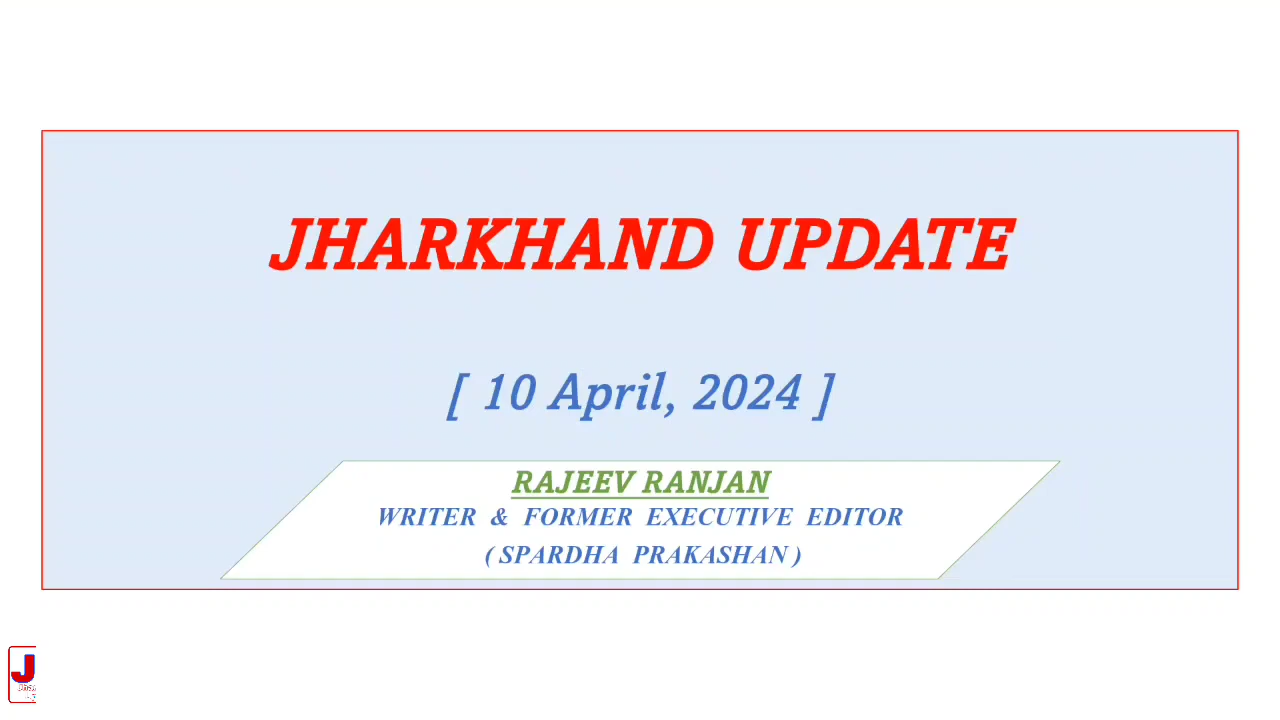 JHARKHAND UPDATE
[ 10 April, 2024 ]
RAJEEV RANJAN
WRITER & FORMER EXECUTIVE EDITOR
( SPARDHA PRAKASHAN )
J